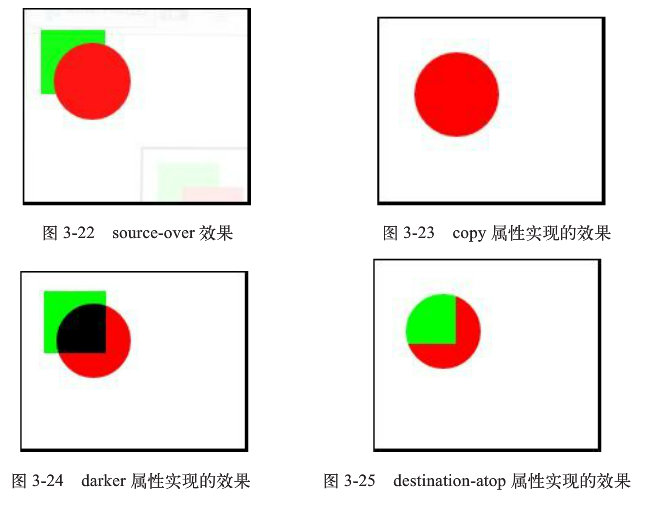 图 3-22 source-over 效果
图 3-23 copy 属性实现的效果
图 3-24 darker 属性实现的效果
图 3-25 destination-atop 属性实现的效果